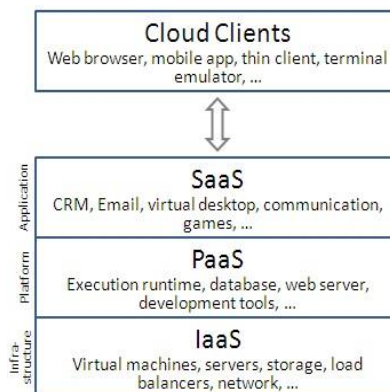 Cloud Clients
Web browser, mobile app, thin client, terminal
emulator, ...
Application
SaaS
CRM, Email, virtual desktop, communication,
games, ...
Platform
PaaS
Execution runtime, database, web server,
development tools, ...
Infra-
structure
IaaS
Virtual machines, servers, storage, load
balancers, network, ...